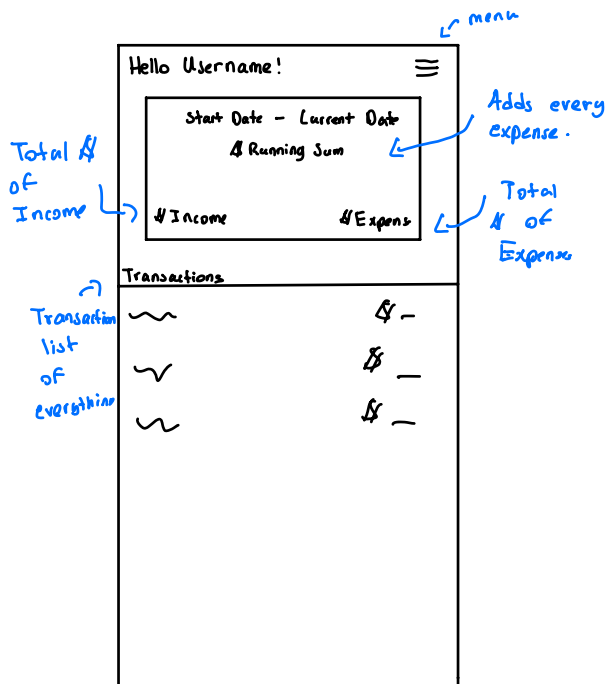 menu
Hello Username!
Start Date - Current Date
$ Running Sum
$ Income
$ Expens
Adds every
expense.
Total $
of
Income
Total
$ of
Expense
Transactions
Transaction
list
of
everything
$ _
$ _
$ _